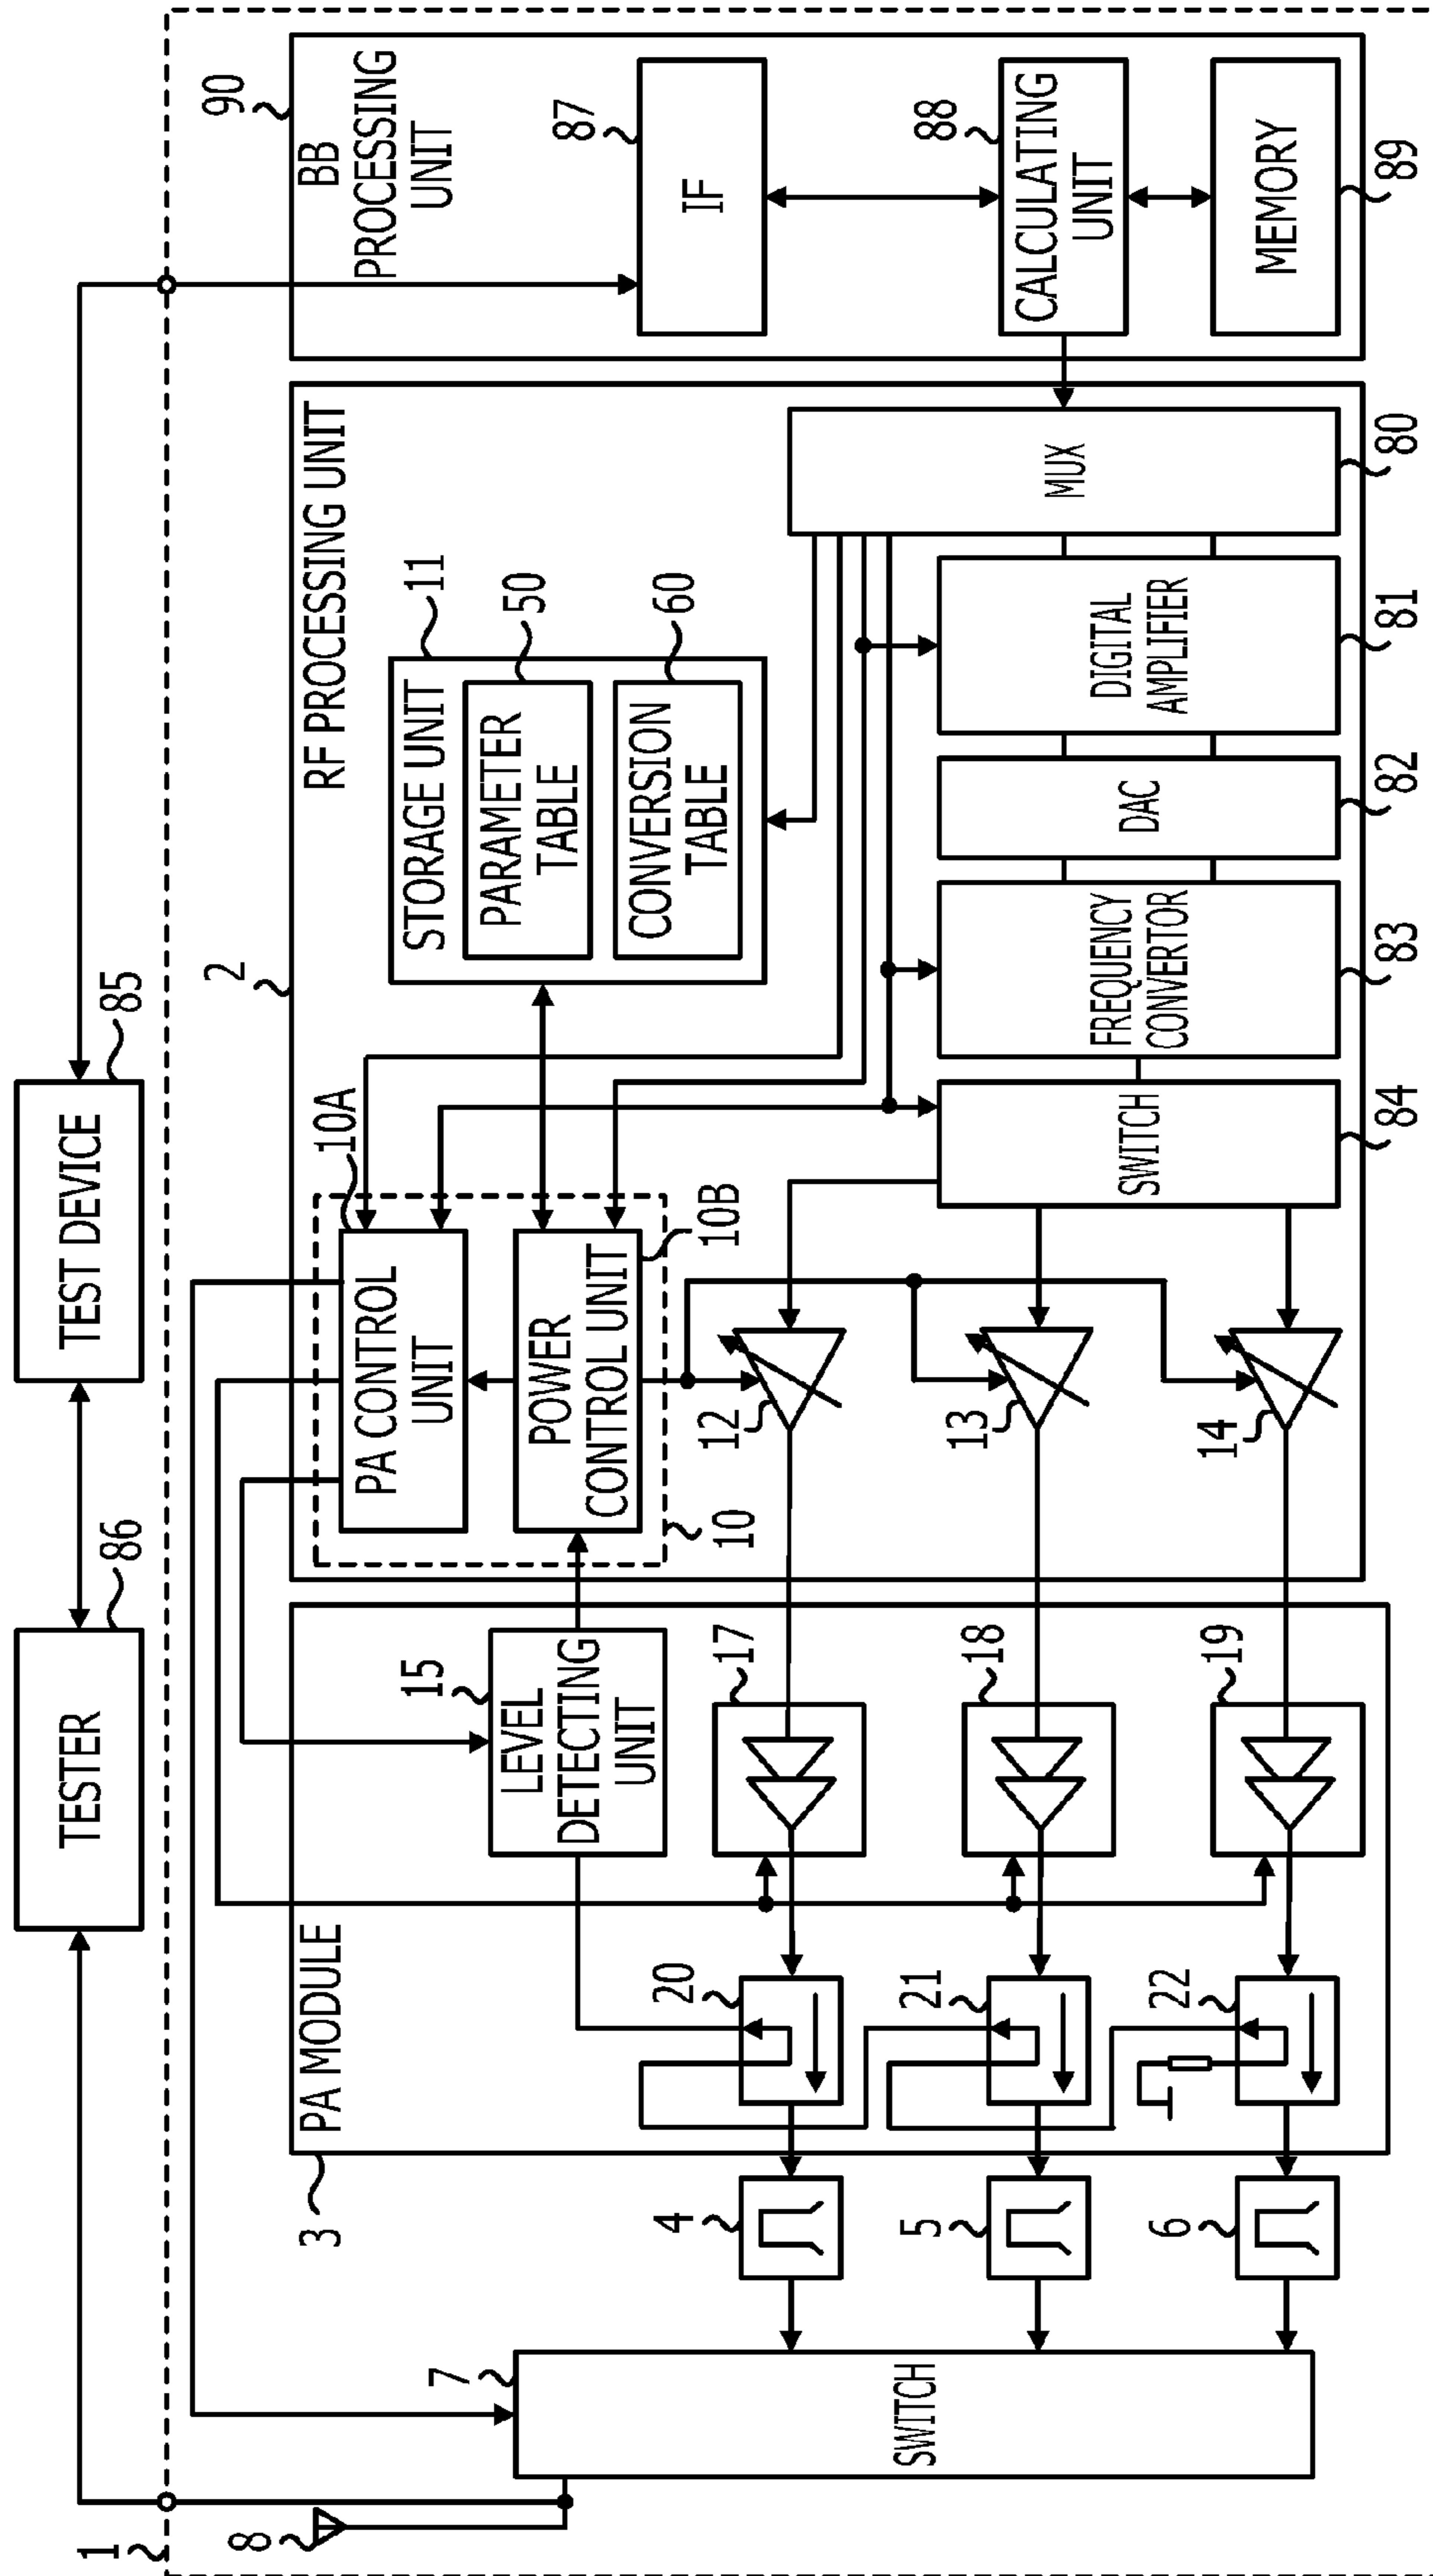 TESTER
86
TEST DEVICE
85
1
8
7
SWITCH
4
5
6
3
PA MODULE
15
LEVEL
DETECTING
UNIT
17
18
19
20
21
22
2
RF PROCESSING UNIT
10A
PA CONTROL
UNIT
POWER
CONTROL UNIT
10B
10
12
13
14
11
STORAGE UNIT
PARAMETER
TABLE
50
CONVERSION
TABLE
60
SWITCH
84
FREQUENCY
CONVERTOR
83
DAC
82
DIGITAL
AMPLIFIER
81
MUX
80
90
BB
PROCESSING
UNIT
87
IF
88
CALCULATING
UNIT
MEMORY
89